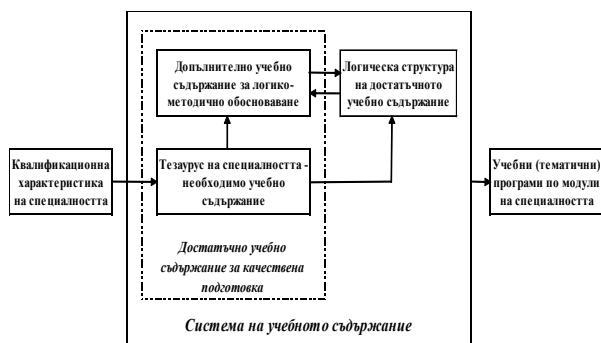 Допълнително учебно
съдържание за логико-
методично обосноваване
Логическа структура
на достатъчното
учебно съдържание
Квалификационна
характеристика
на специалността
Тезаурус на специалността -
необходимо учебно
съдържание
Учебни (тематични)
програми по модули
на специалността
Достатъчно учебно
съдържание за качествена
подготовка
Система на учебното съдържание